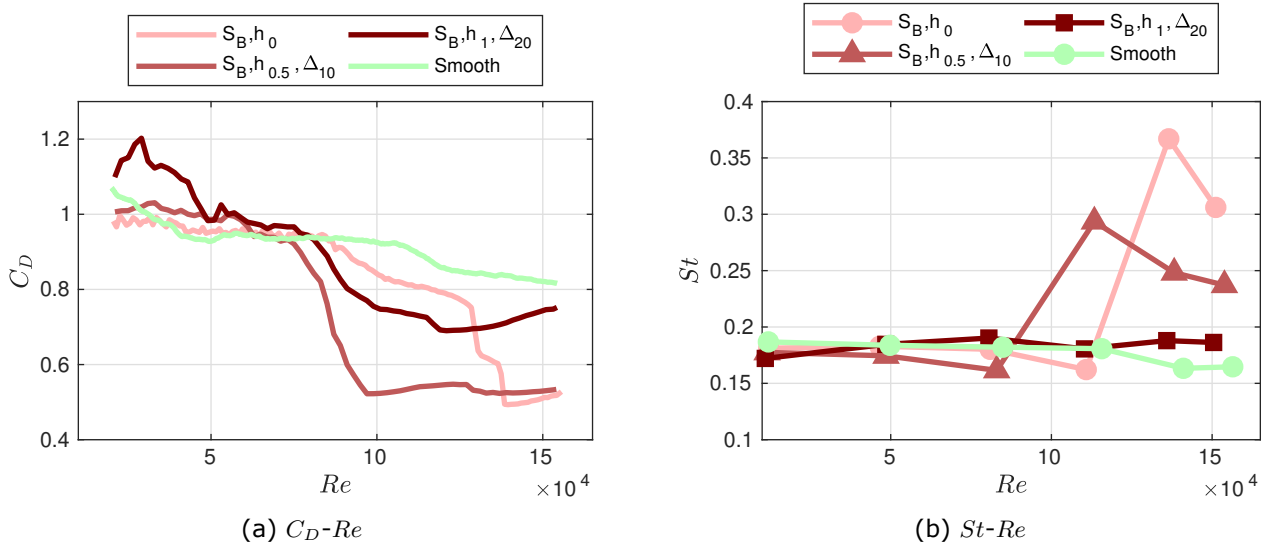 S_B,h_0
S_B,h_1,Δ_20
S_B,h_0.5,Δ_10
Smooth
1.2
1
0.8
0.6
0.4
C_D
5
10
15
×10^4
Re
(a) C_D-Re
S_B,h_0
S_B,h_1,Δ_20
S_B,h_0.5,Δ_10
Smooth
0.4
0.35
0.3
0.25
0.2
0.15
0.1
St
5
10
15
×10^4
Re
(b) St-Re